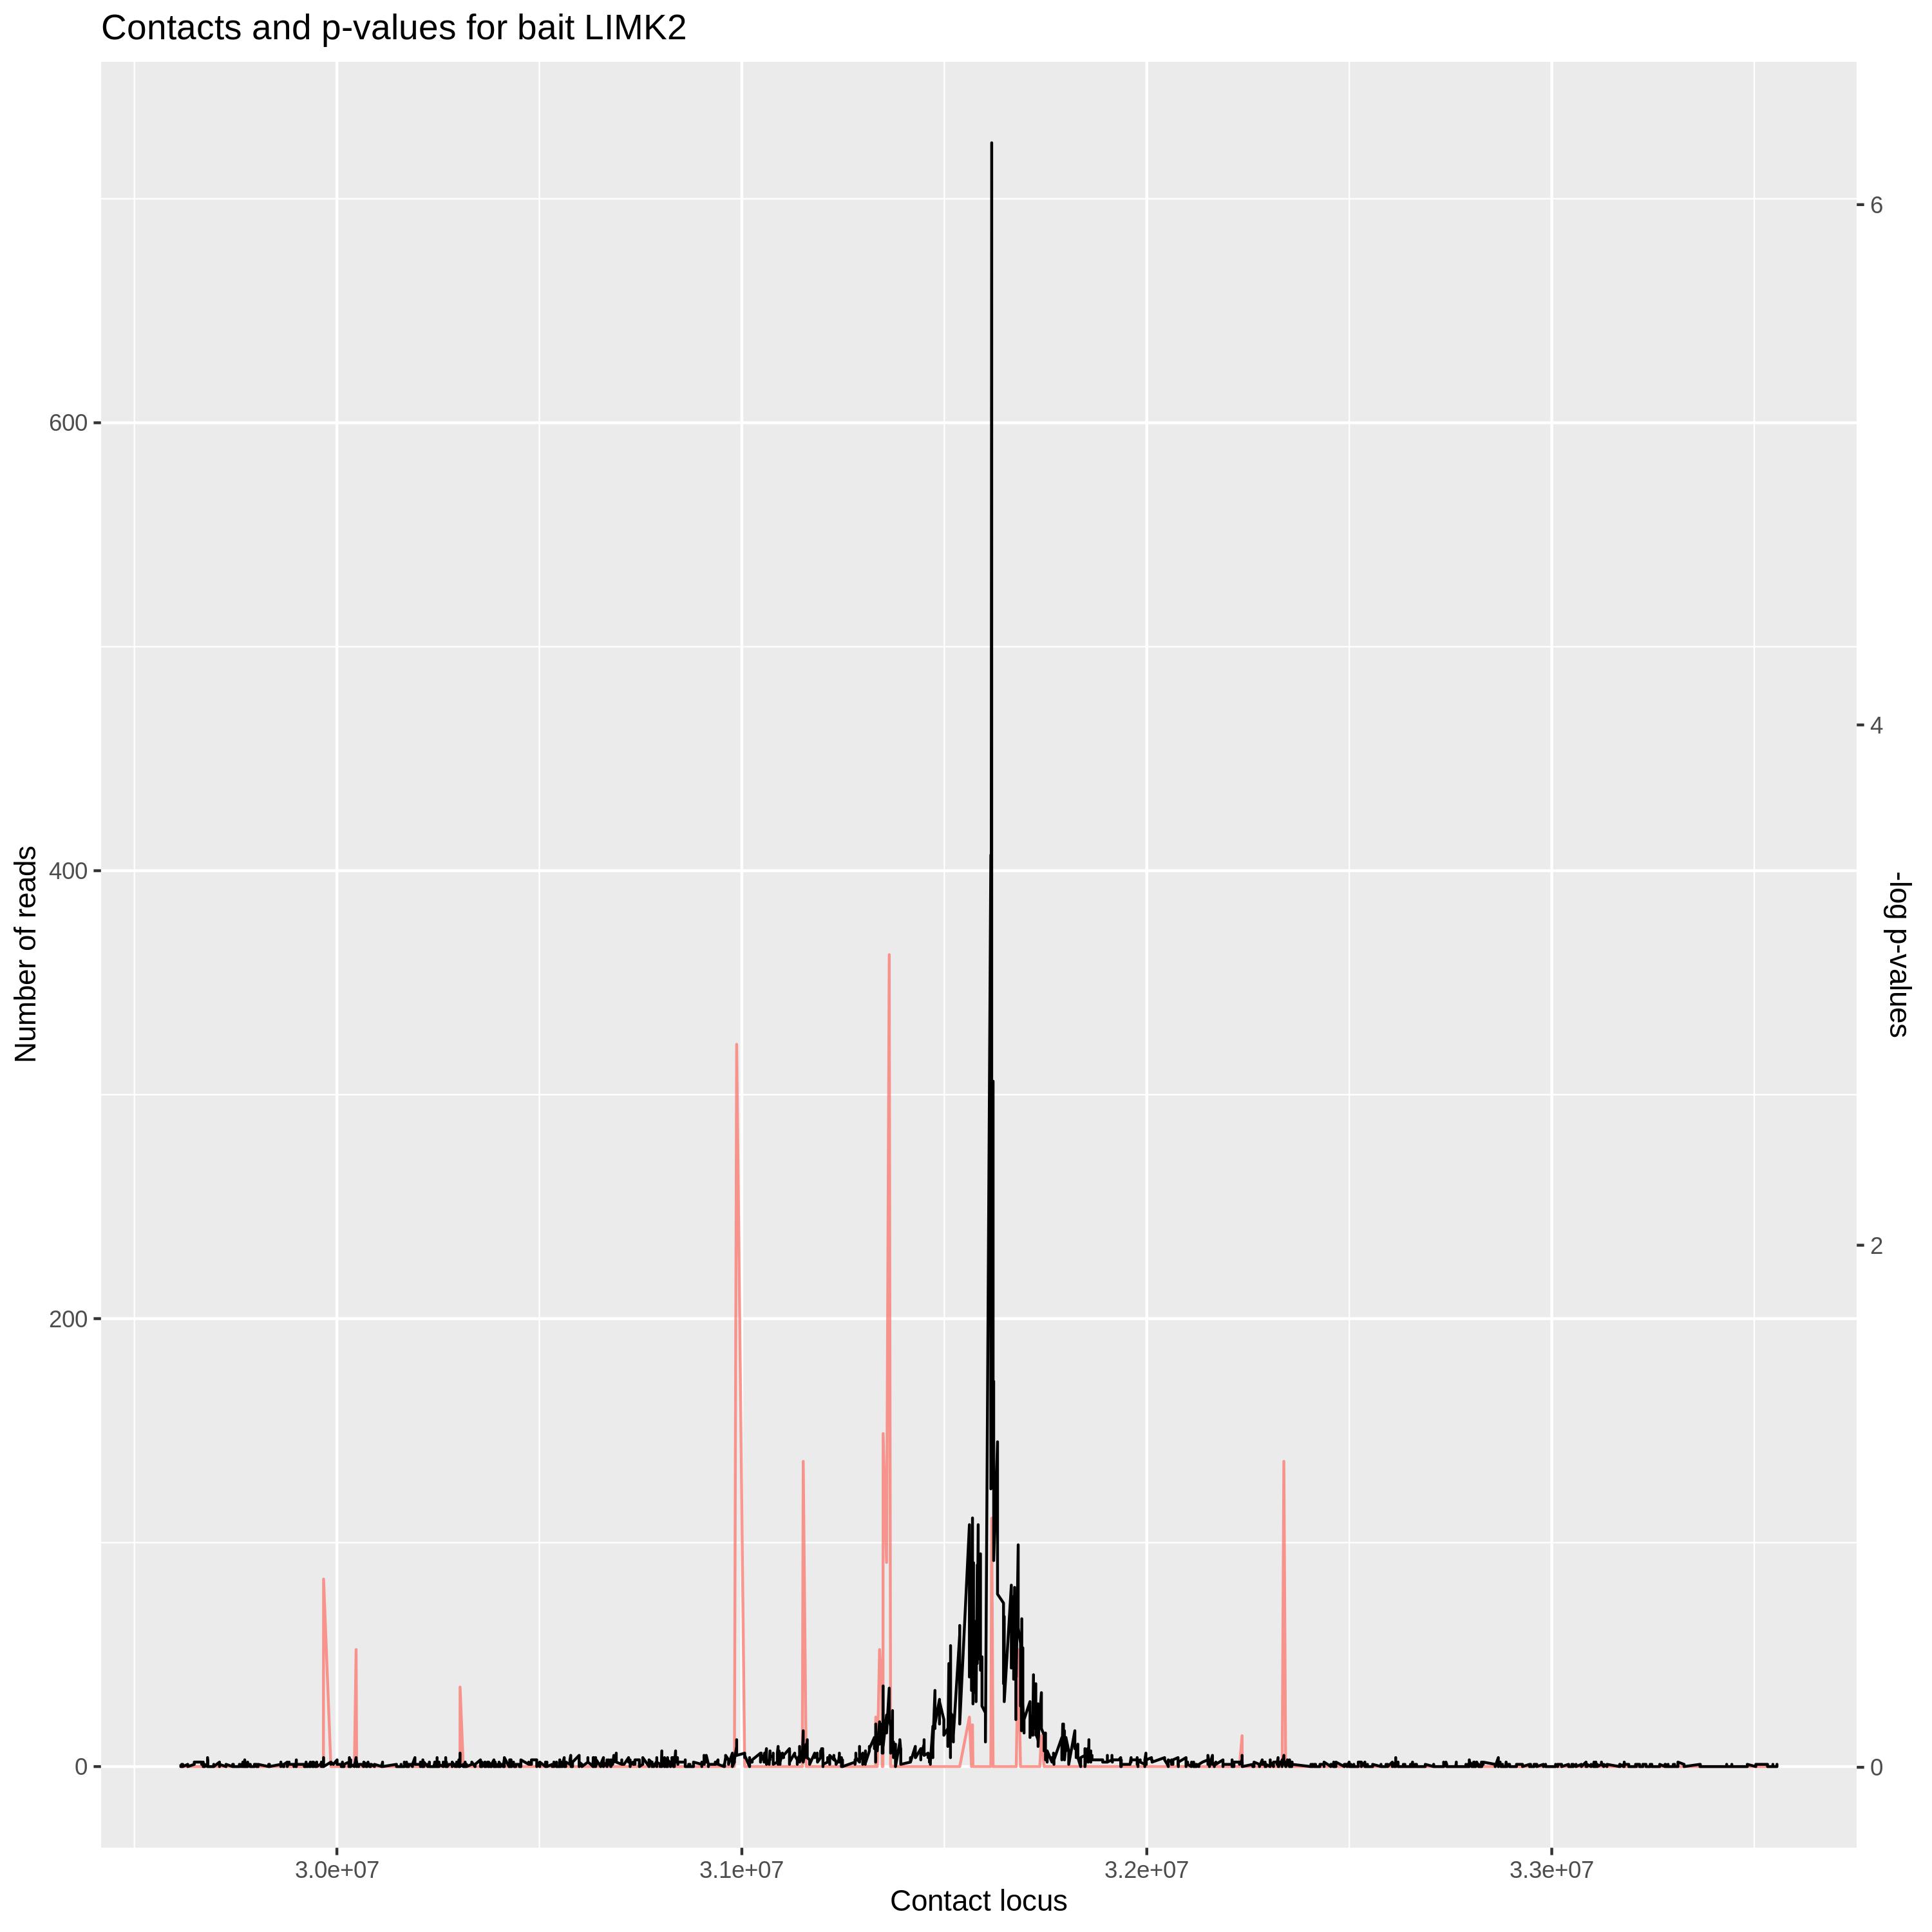 Contacts and p-values for bait LIMK2
Number of reads
600
400
200
0
6
4
2
0
-log p-values
3.0e+07
3.1e+07
3.2e+07
3.3e+07
Contact locus